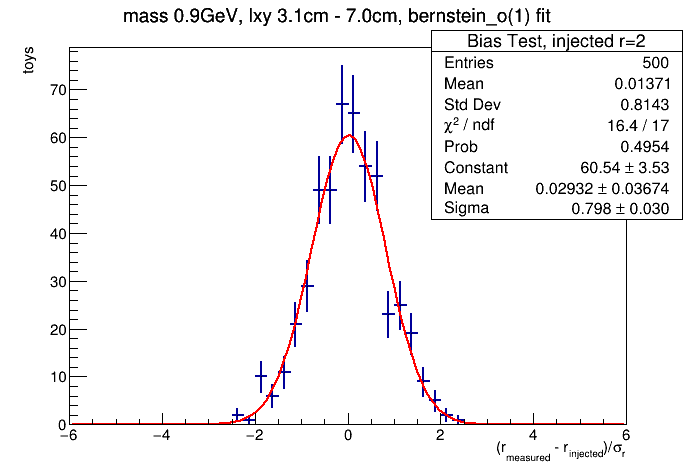 mass 0.9GeV, lxy 3.1cm - 7.0cm, bernstein_o(1) fit
Bias Test, injected r=2
Entries 500
Mean 0.01371
Std Dev 0.8143
χ² / ndf 16.4 / 17
Prob 0.4954
Constant 60.54 ± 3.53
Mean 0.02932 ± 0.03674
Sigma 0.798 ± 0.030
toys
70
60
50
40
30
20
10
0
−6 −4 −2 0 2 4 6
(r_measured - r_injected)/σ_r